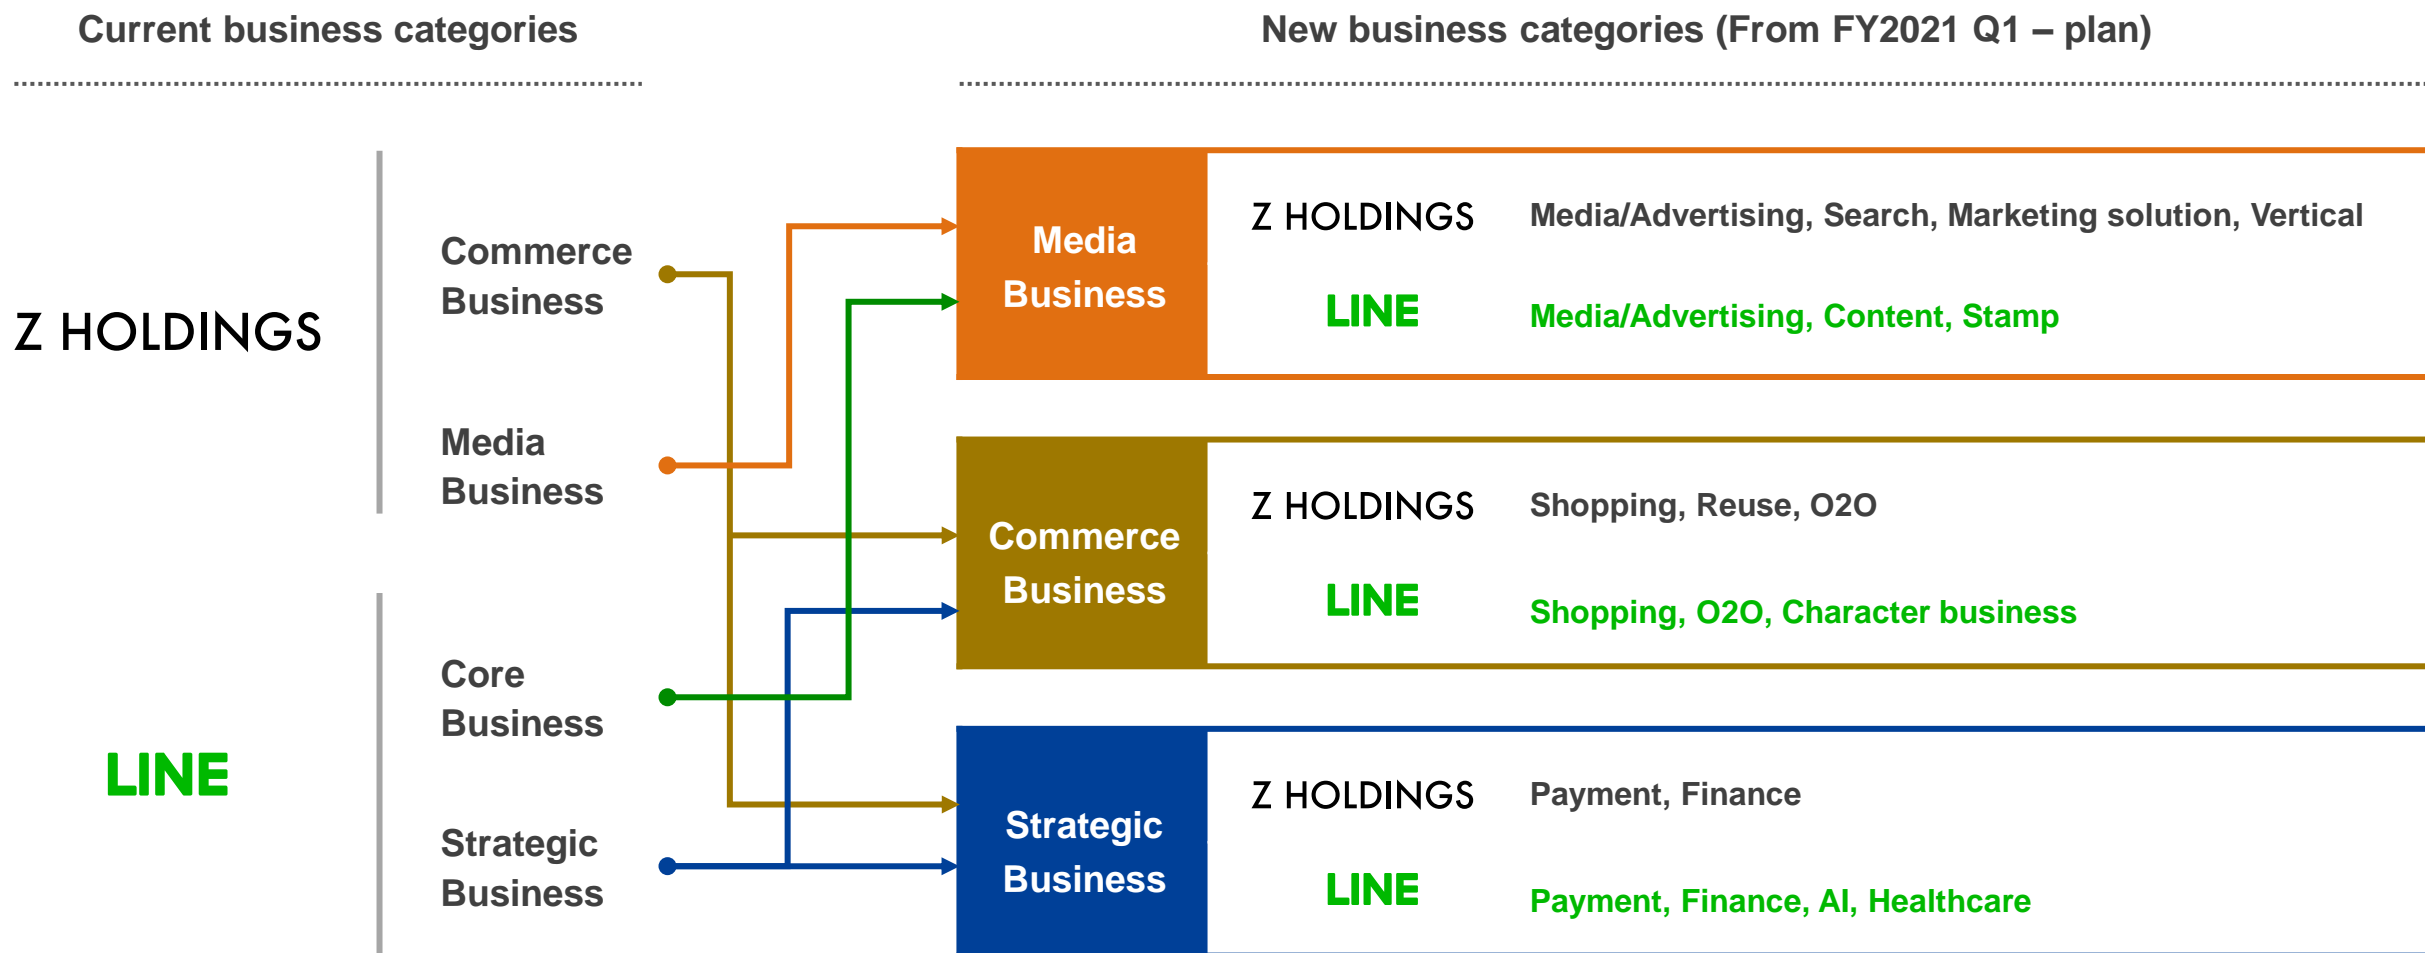 Current business categories
New business categories (From FY2021 Q1 – plan)
Z HOLDINGS
Commerce
Business
Media
Business
LINE
Core
Business
Strategic
Business
Media
Business
Z HOLDINGS
Media/Advertising, Search, Marketing solution, Vertical
LINE
Media/Advertising, Content, Stamp
Commerce
Business
Z HOLDINGS
Shopping, Reuse, O2O
LINE
Shopping, O2O, Character business
Strategic
Business
Z HOLDINGS
Payment, Finance
LINE
Payment, Finance, AI, Healthcare